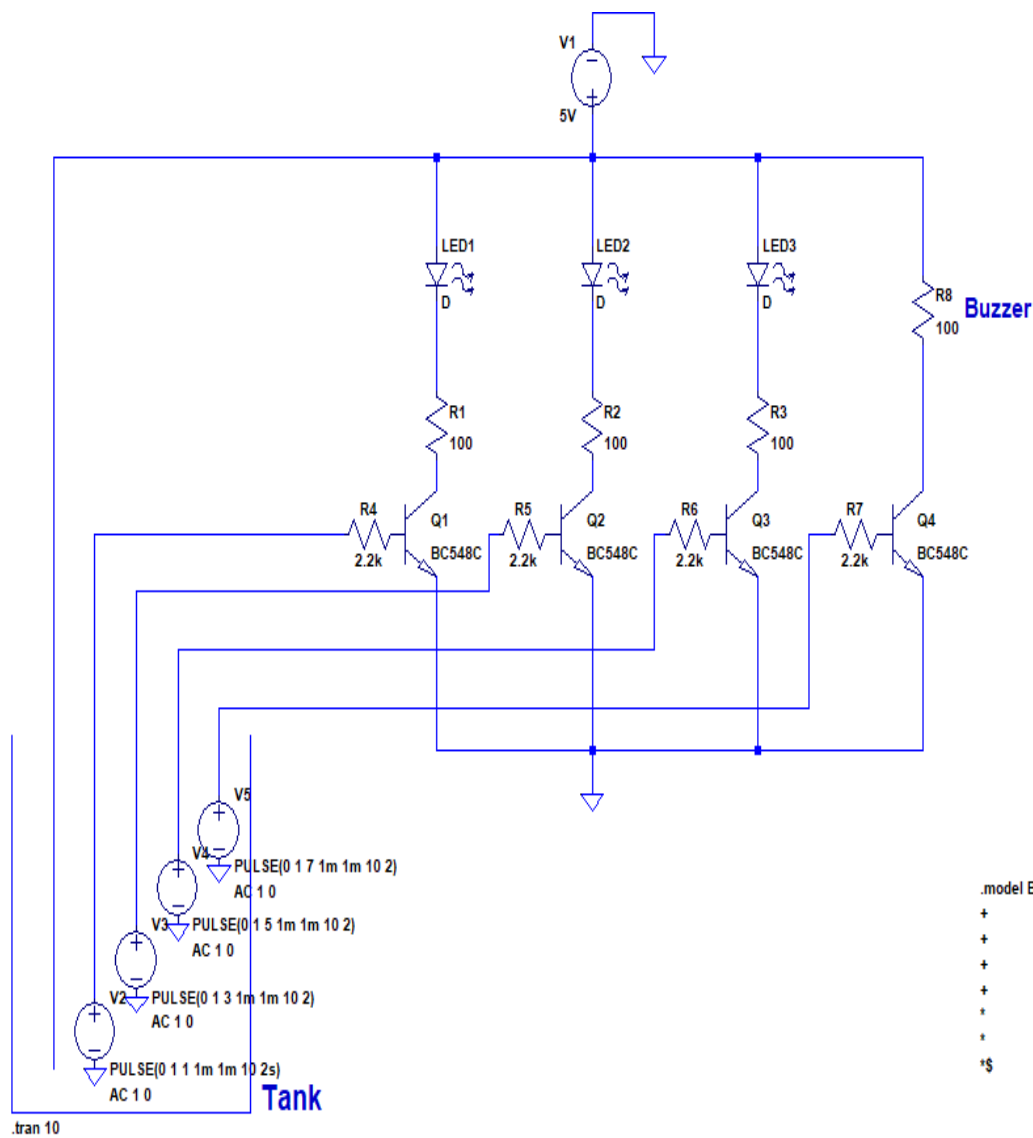 V1
5V
LED1
D
LED2
D
LED3
D
R8
100
Buzzer
R1
100
R2
100
R3
100
R4
2.2k
Q1
BC548C
R5
2.2k
Q2
BC548C
R6
2.2k
Q3
BC548C
R7
2.2k
Q4
BC548C
V5
PULSE(0 1 7 1m 1m 10 2)
AC 1 0
V4
PULSE(0 1 5 1m 1m 10 2)
AC 1 0
V3
PULSE(0 1 3 1m 1m 10 2)
AC 1 0
V2
PULSE(0 1 1 1m 1m 10 2s)
AC 1 0
Tank
.tran 10
.model B
+
+
+
+
*
*
*$